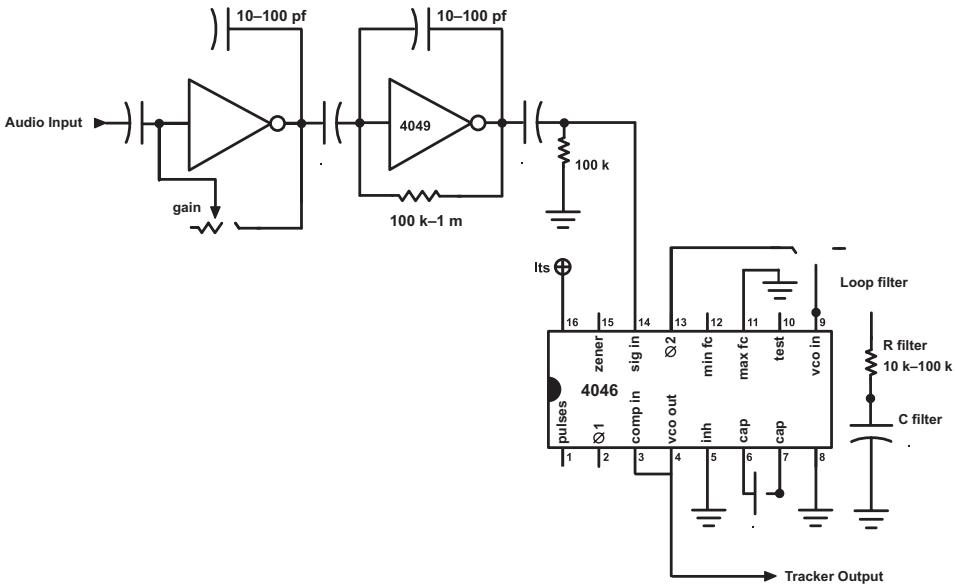 10–100 pf
10–100 pf
Audio Input
4049
100 k
gain
100 k–1 m
lts
Loop filter
16
15
14
13
12
11
10
9
zener
sig in
∅2
min fc
max fc
test
vco in
R filter
10 k–100 k
4046
pulses
∅1
comp in
vco out
inh
cap
cap
C filter
1
2
3
4
5
6
7
8
Tracker Output